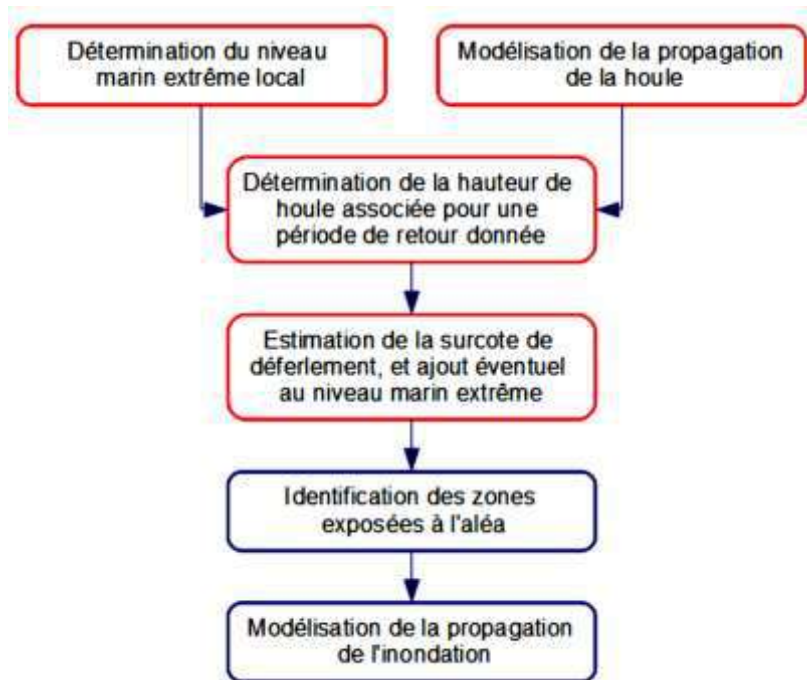 Détermination du niveau
marin extrême local
Modélisation de la propagation
de la houle
Détermination de la hauteur de
houle associée pour une
période de retour donnée
Estimation de la surcote de
déferlement, et ajout éventuel
au niveau marin extrême
Identification des zones
exposées à l'aléa
Modélisation de la propagation
de l'inondation